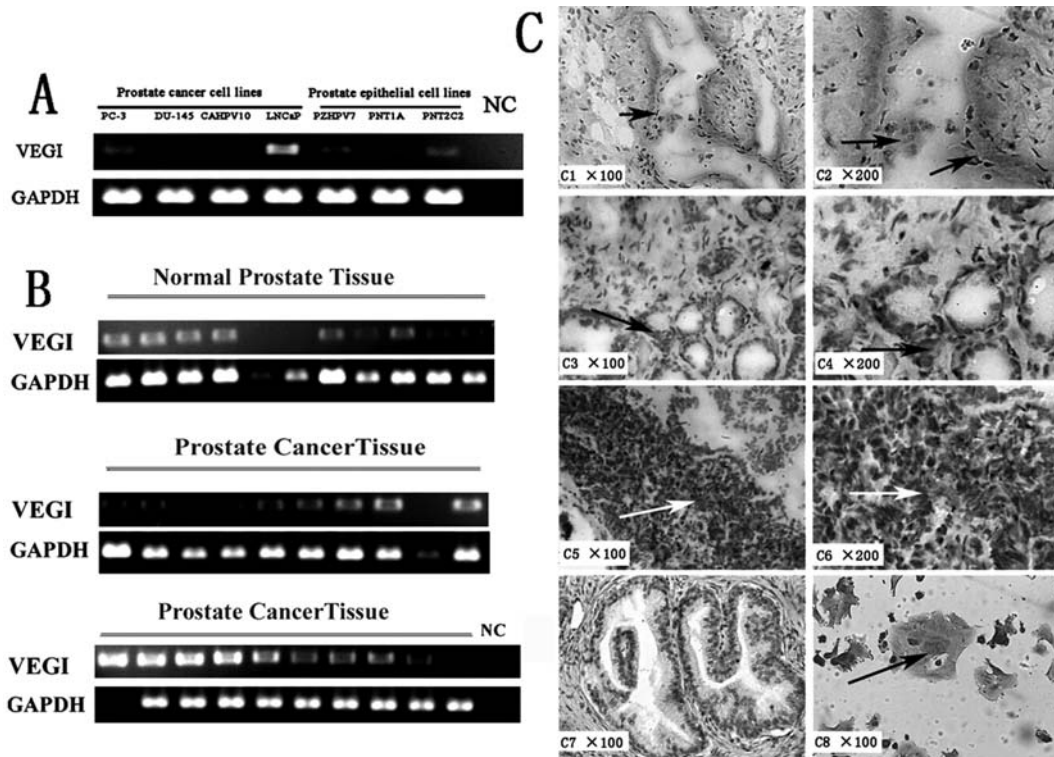 A
Prostate cancer cell lines
Prostate epithelial cell lines
NC
PC-3 DU-145 CAHPV10 LNCaP PZHPV7 PNT1A PNT2C2
VEGI
GAPDH
B
Normal Prostate Tissue
VEGI
GAPDH
Prostate CancerTissue
VEGI
GAPDH
Prostate CancerTissue
NC
VEGI
GAPDH
C
C1 ×100
C2 ×200
C3 ×100
C4 ×200
C5 ×100
C6 ×200
C7 ×100
C8 ×100